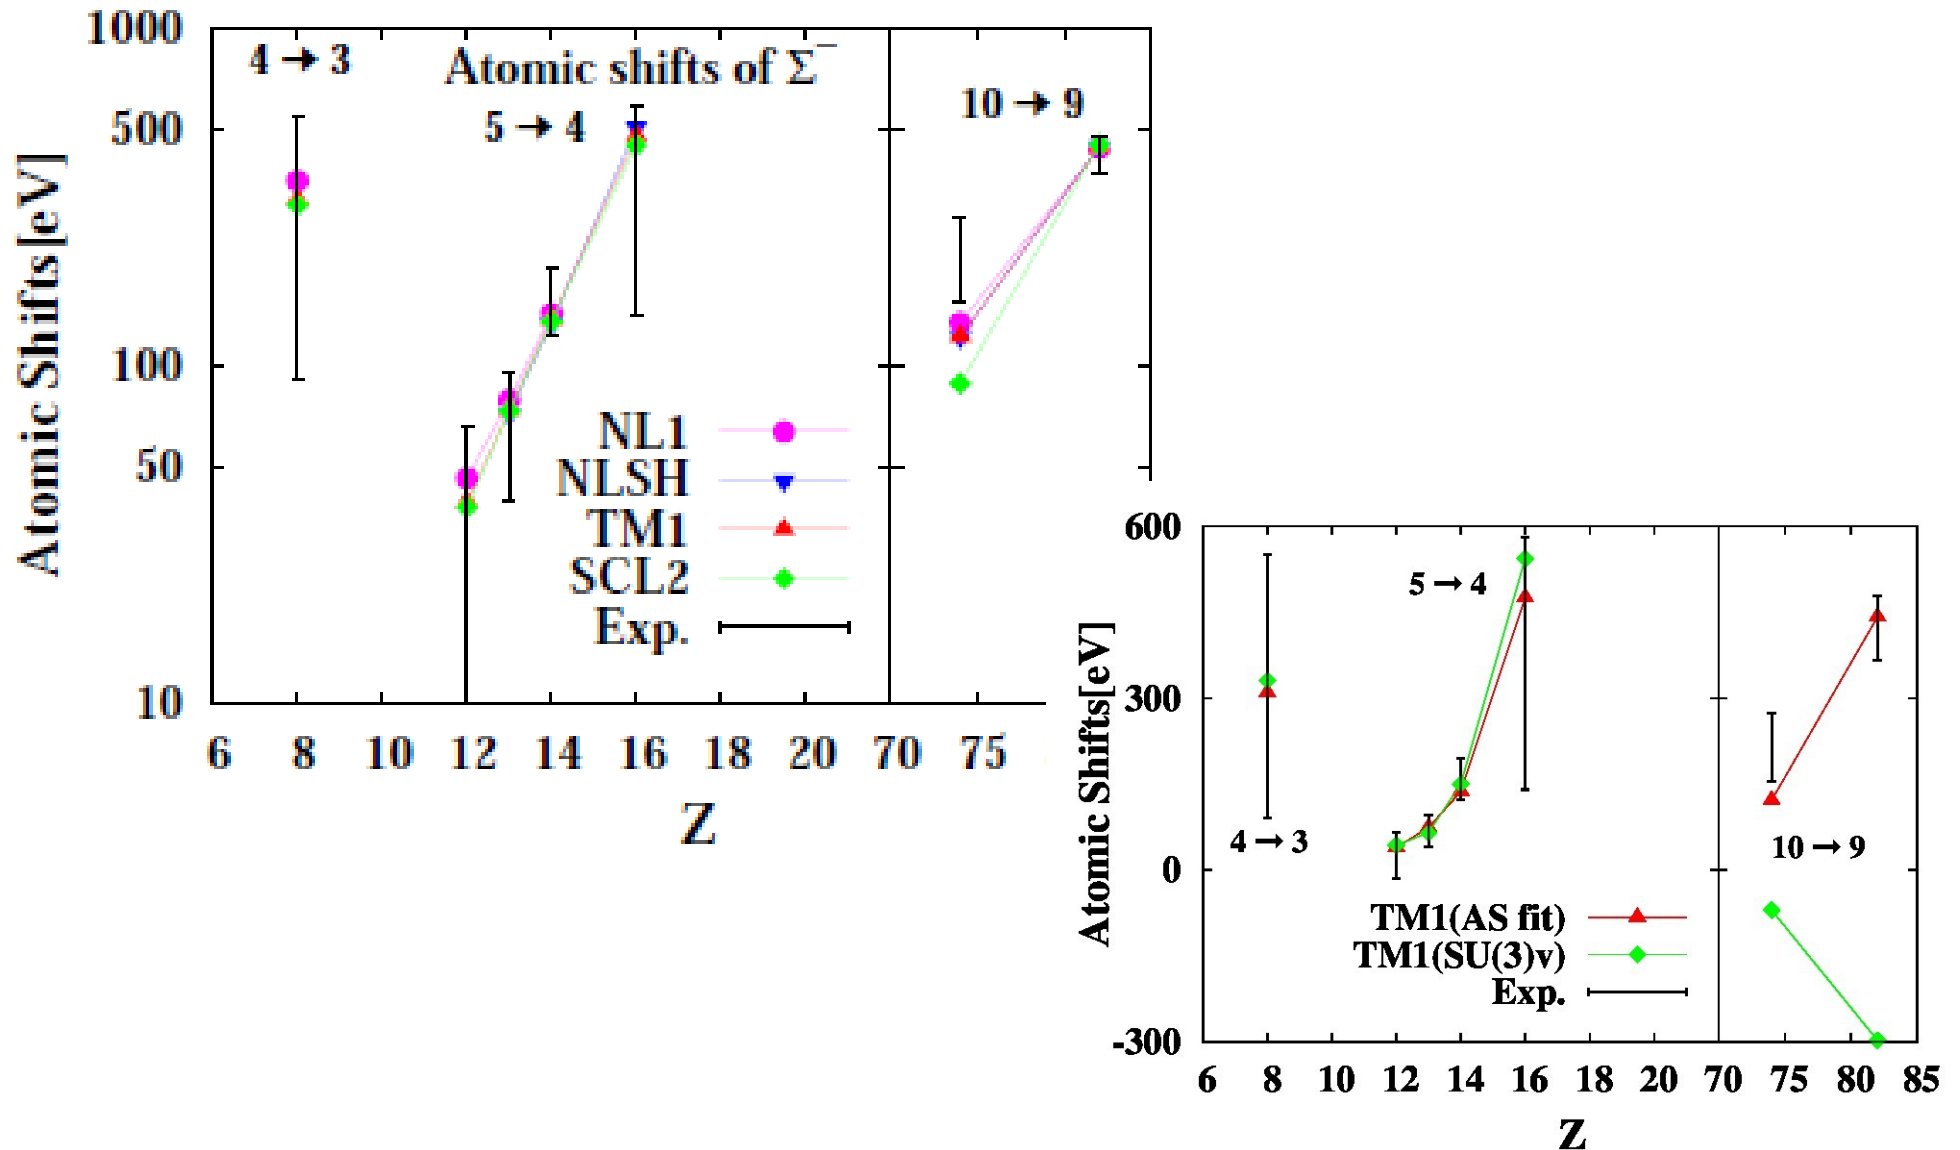 1000
500
100
50
10
Atomic Shifts[eV]
4 → 3
Atomic shifts of Σ⁻
5 → 4
10 → 9
NL1
NLSH
TM1
SCL2
Exp.
6 8 10 12 14 16 18 20 70 75
Z
600
300
0
-300
Atomic Shifts[eV]
5 → 4
4 → 3
10 → 9
TM1(AS fit)
TM1(SU(3)v)
Exp.
6 8 10 12 14 16 18 20 70 75 80 85
Z